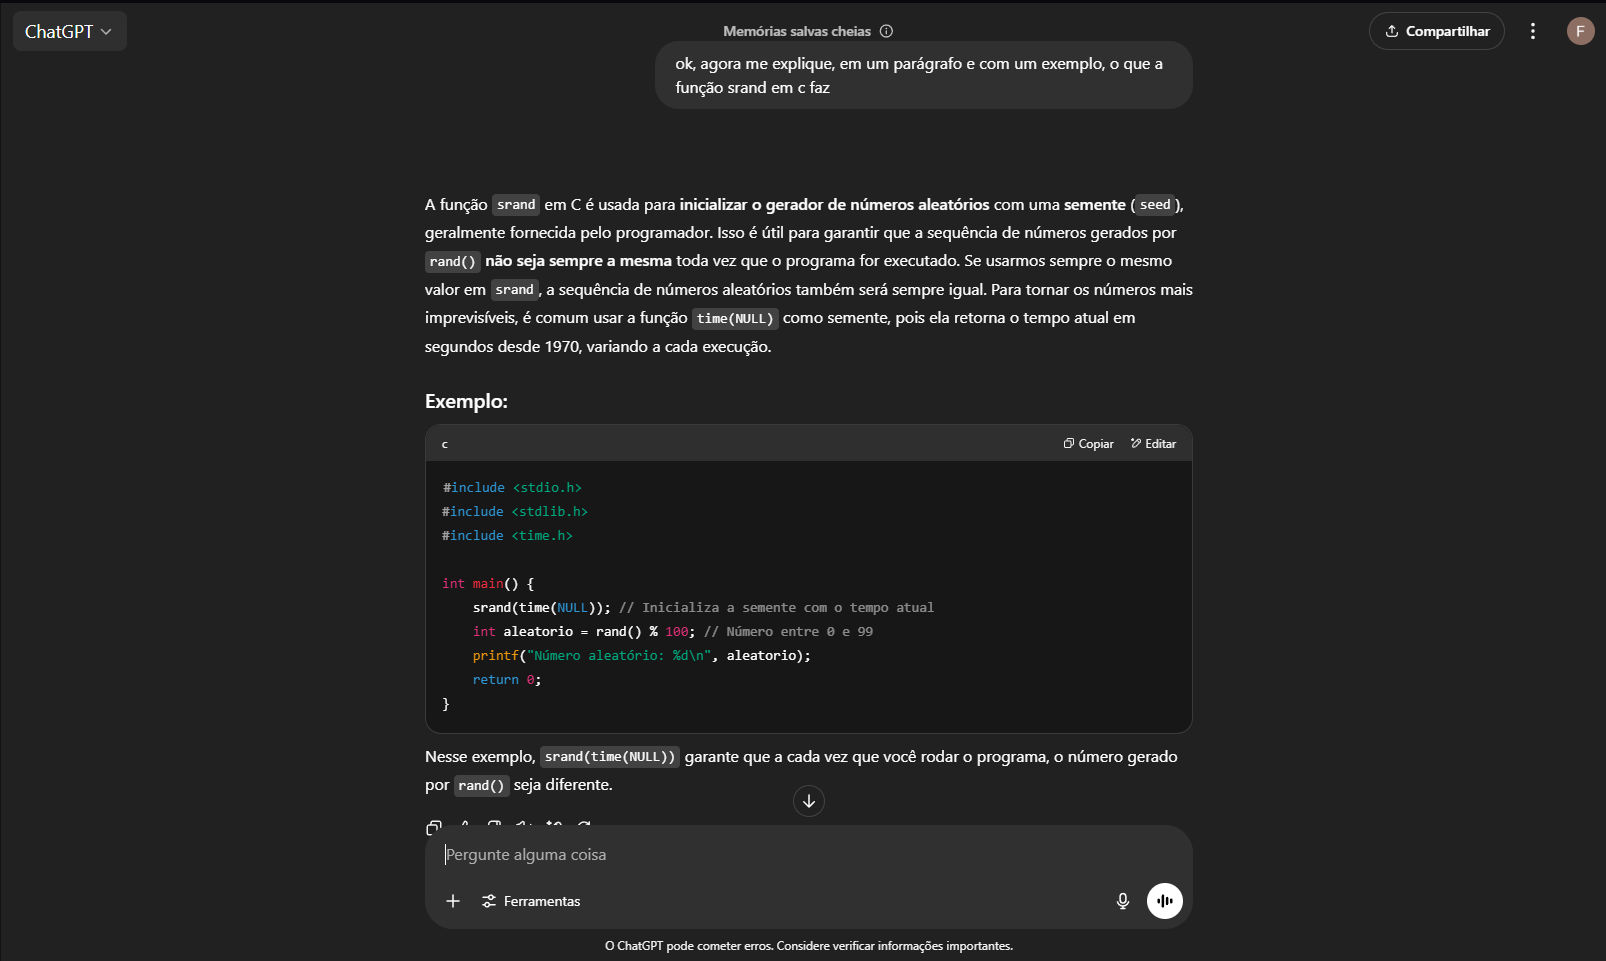 ChatGPT
Memórias salvas cheias
Compartilhar
F
ok, agora me explique, em um parágrafo e com um exemplo, o que a
função srand em c faz
A função srand em C é usada para inicializar o gerador de números aleatórios com uma semente (seed),
geralmente fornecida pelo programador. Isso é útil para garantir que a sequência de números gerados por
rand() não seja sempre a mesma toda vez que o programa for executado. Se usarmos sempre o mesmo
valor em srand, a sequência de números aleatórios também será sempre igual. Para tornar os números mais
imprevisíveis, é comum usar a função time(NULL) como semente, pois ela retorna o tempo atual em
segundos desde 1970, variando a cada execução.
Exemplo:
c
Copiar
Editar
#include <stdio.h>
#include <stdlib.h>
#include <time.h>
int main() {
    srand(time(NULL)); // Inicializa a semente com o tempo atual
    int aleatorio = rand() % 100; // Número entre 0 e 99
    printf("Número aleatório: %d\n", aleatorio);
    return 0;
}
Nesse exemplo, srand(time(NULL)) garante que a cada vez que você rodar o programa, o número gerado
por rand() seja diferente.
Pergunte alguma coisa
Ferramentas
O ChatGPT pode cometer erros. Considere verificar informações importantes.